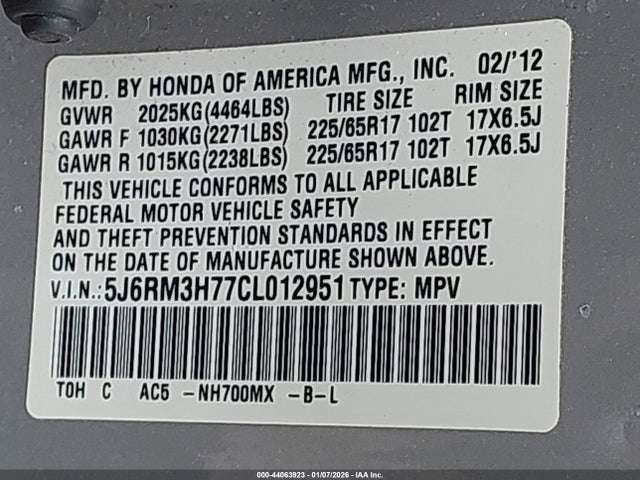 MFD. BY HONDA OF AMERICA MFG., INC. 02/'12
GVWR 2025KG(4464LBS) TIRE SIZE RIM SIZE
GAWR F 1030KG(2271LBS) 225/65R17 102T 17X6.5J
GAWR R 1015KG(2238LBS) 225/65R17 102T 17X6.5J
THIS VEHICLE CONFORMS TO ALL APPLICABLE
FEDERAL MOTOR VEHICLE SAFETY
AND THEFT PREVENTION STANDARDS IN EFFECT
ON THE DATE OF MANUFACTURE SHOWN ABOVE.
V.I.N.:5J6RM3H77CL012951 TYPE: MPV
TOH C AC5 -NH700MX -B-L
000-44063923 - 01/07/2026 - IAA Inc.